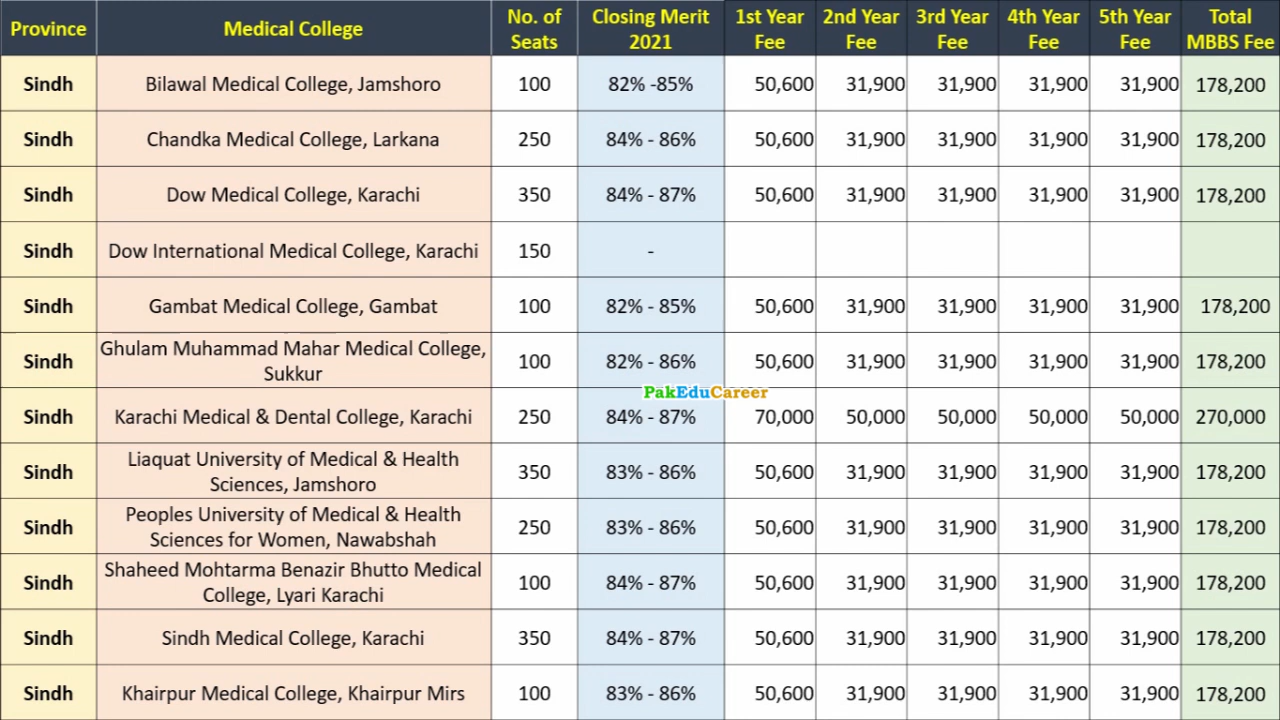 Province Medical College No. of Seats Closing Merit 2021 1st Year Fee 2nd Year Fee 3rd Year Fee 4th Year Fee 5th Year Fee Total MBBS Fee
Sindh Bilawal Medical College, Jamshoro 100 82% -85% 50,600 31,900 31,900 31,900 31,900 178,200
Sindh Chandka Medical College, Larkana 250 84% - 86% 50,600 31,900 31,900 31,900 31,900 178,200
Sindh Dow Medical College, Karachi 350 84% - 87% 50,600 31,900 31,900 31,900 31,900 178,200
Sindh Dow International Medical College, Karachi 150 -
Sindh Gambat Medical College, Gambat 100 82% - 85% 50,600 31,900 31,900 31,900 31,900 178,200
Sindh Ghulam Muhammad Mahar Medical College, Sukkur 100 82% - 86% 50,600 31,900 31,900 31,900 31,900 178,200
PakEduCareer
Sindh Karachi Medical & Dental College, Karachi 250 84% - 87% 70,000 50,000 50,000 50,000 50,000 270,000
Sindh Liaquat University of Medical & Health Sciences, Jamshoro 350 83% - 86% 50,600 31,900 31,900 31,900 31,900 178,200
Sindh Peoples University of Medical & Health Sciences for Women, Nawabshah 250 83% - 86% 50,600 31,900 31,900 31,900 31,900 178,200
Sindh Shaheed Mohtarma Benazir Bhutto Medical College, Lyari Karachi 100 84% - 87% 50,600 31,900 31,900 31,900 31,900 178,200
Sindh Sindh Medical College, Karachi 350 84% - 87% 50,600 31,900 31,900 31,900 31,900 178,200
Sindh Khairpur Medical College, Khairpur Mirs 100 83% - 86% 50,600 31,900 31,900 31,900 31,900 178,200